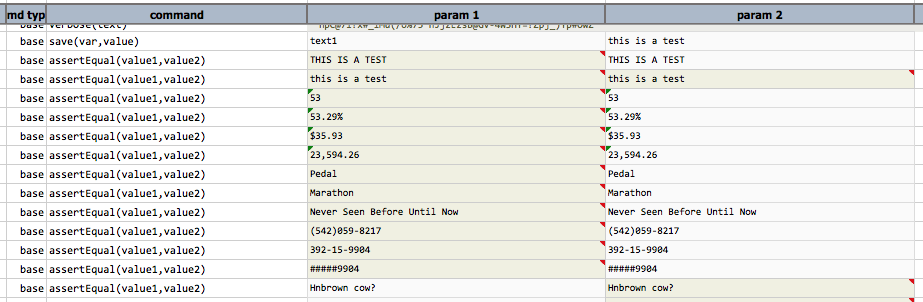 md typ command param 1 param 2
base verbose(text)
base save(var,value) text1 this is a test
base assertEqual(value1,value2) THIS IS A TEST THIS IS A TEST
base assertEqual(value1,value2) this is a test this is a test
base assertEqual(value1,value2) 53 53
base assertEqual(value1,value2) 53.29% 53.29%
base assertEqual(value1,value2) $35.93 $35.93
base assertEqual(value1,value2) 23,594.26 23,594.26
base assertEqual(value1,value2) Pedal Pedal
base assertEqual(value1,value2) Marathon Marathon
base assertEqual(value1,value2) Never Seen Before Until Now Never Seen Before Until Now
base assertEqual(value1,value2) (542)059-8217 (542)059-8217
base assertEqual(value1,value2) 392-15-9904 392-15-9904
base assertEqual(value1,value2) #####9904 #####9904
base assertEqual(value1,value2) Hnbrown cow? Hnbrown cow?